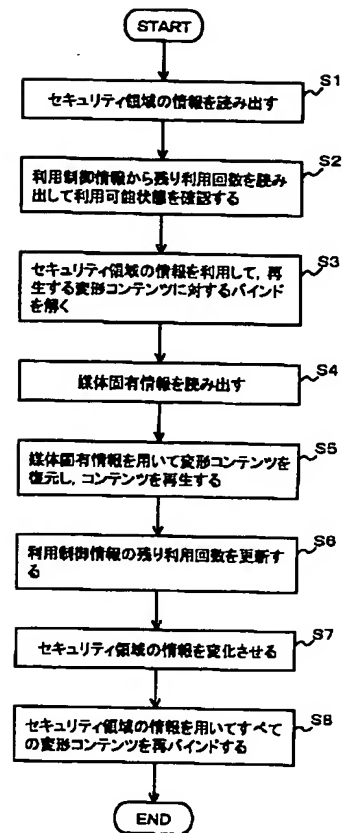 START
セキュリティ領域の情報を読み出す
S1
利用制御情報から残り利用回数を読み
出して利用可能状態を確認する
S2
セキュリティ領域の情報を利用して，再
生する変形コンテンツに対するバインド
を解く
S3
媒体固有情報を読み出す
S4
媒体固有情報を用いて変形コンテンツを
復元し，コンテンツを再生する
S5
利用制御情報の残り利用回数を更新す
る
S6
セキュリティ領域の情報を変化させる
S7
セキュリティ領域の情報を用いてすべて
の変形コンテンツを再バインドする
S8
END